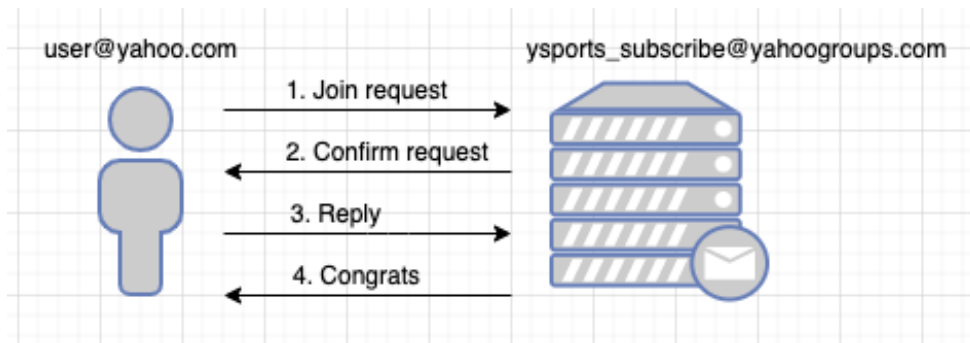 user@yahoo.com
ysports_subscribe@yahoogroups.com
1. Join request
2. Confirm request
3. Reply
4. Congrats